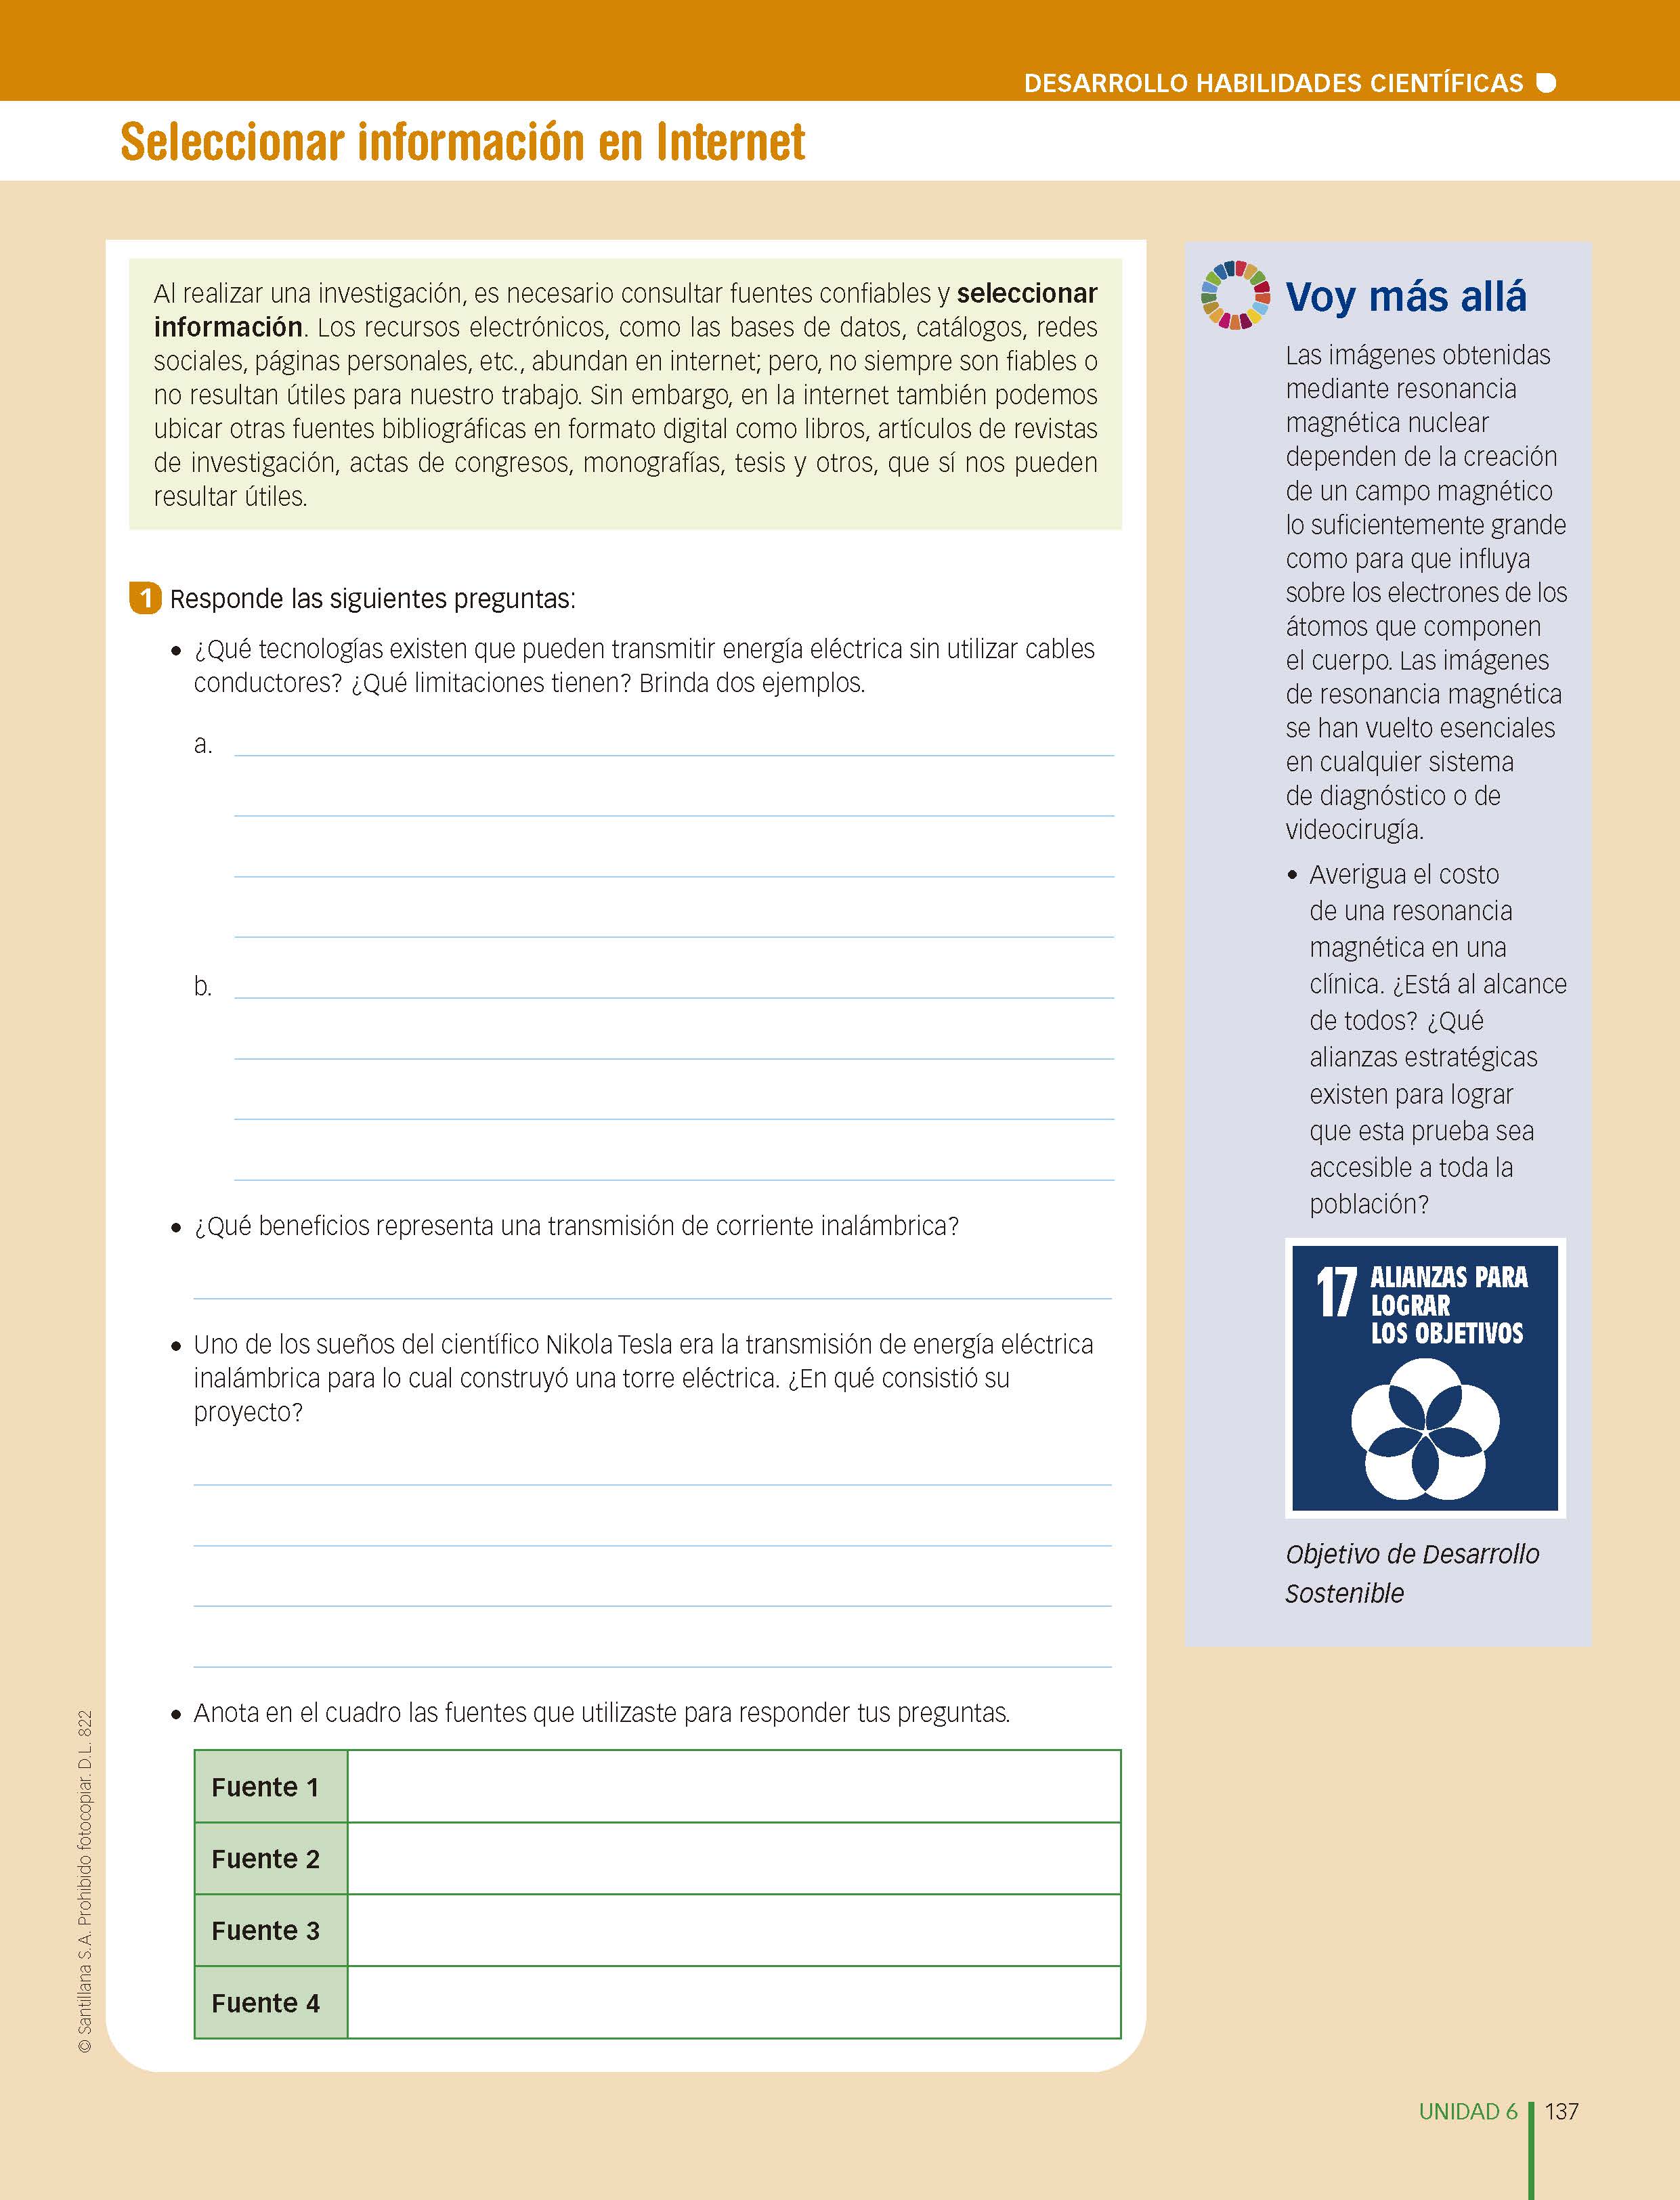 DESARROLLO HABILIDADES CIENTÍFICAS
Seleccionar información en Internet
Al realizar una investigación, es necesario consultar fuentes confiables y seleccionar
información. Los recursos electrónicos, como las bases de datos, catálogos, redes
sociales, páginas personales, etc., abundan en internet; pero, no siempre son fiables o
no resultan útiles para nuestro trabajo. Sin embargo, en la internet también podemos
ubicar otras fuentes bibliográficas en formato digital como libros, artículos de revistas
de investigación, actas de congresos, monografías, tesis y otros, que sí nos pueden
resultar útiles.
1 Responde las siguientes preguntas:
• ¿Qué tecnologías existen que pueden transmitir energía eléctrica sin utilizar cables
conductores? ¿Qué limitaciones tienen? Brinda dos ejemplos.
a.
b.
• ¿Qué beneficios representa una transmisión de corriente inalámbrica?
• Uno de los sueños del científico Nikola Tesla era la transmisión de energía eléctrica
inalámbrica para lo cual construyó una torre eléctrica. ¿En qué consistió su
proyecto?
• Anota en el cuadro las fuentes que utilizaste para responder tus preguntas.
Fuente 1
Fuente 2
Fuente 3
Fuente 4
Voy más allá
Las imágenes obtenidas
mediante resonancia
magnética nuclear
dependen de la creación
de un campo magnético
lo suficientemente grande
como para que influya
sobre los electrones de los
átomos que componen
el cuerpo. Las imágenes
de resonancia magnética
se han vuelto esenciales
en cualquier sistema
de diagnóstico o de
videocirugía.
• Averigua el costo
de una resonancia
magnética en una
clínica. ¿Está al alcance
de todos? ¿Qué
alianzas estratégicas
existen para lograr
que esta prueba sea
accesible a toda la
población?
17 ALIANZAS PARA
LOGRAR
LOS OBJETIVOS
Objetivo de Desarrollo
Sostenible
© Santillana S.A. Prohibido fotocopiar. D.L. 822
UNIDAD 6 137